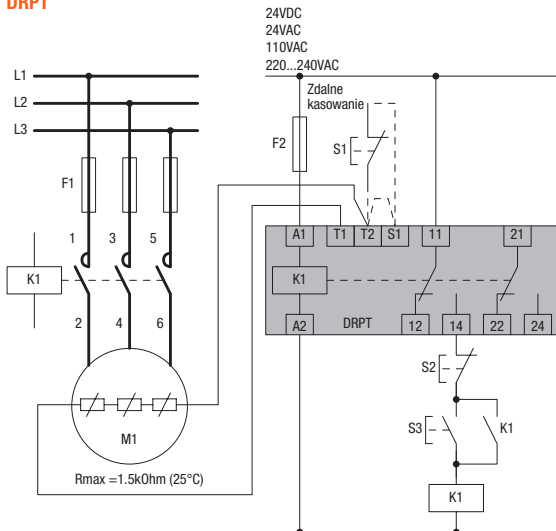 DRPT
24VDC
24VAC
110VAC
220...240VAC
L1
L2
L3
Zdalne
kasowanie
F2
S1
F1
A1 T1 T2 S1 11 21
1 3 5
K1
K1
2 4 6
A2 DRPT 12 14 22 24
S2
S3 K1
M1
Rmax =1.5kOhm (25°C)
K1